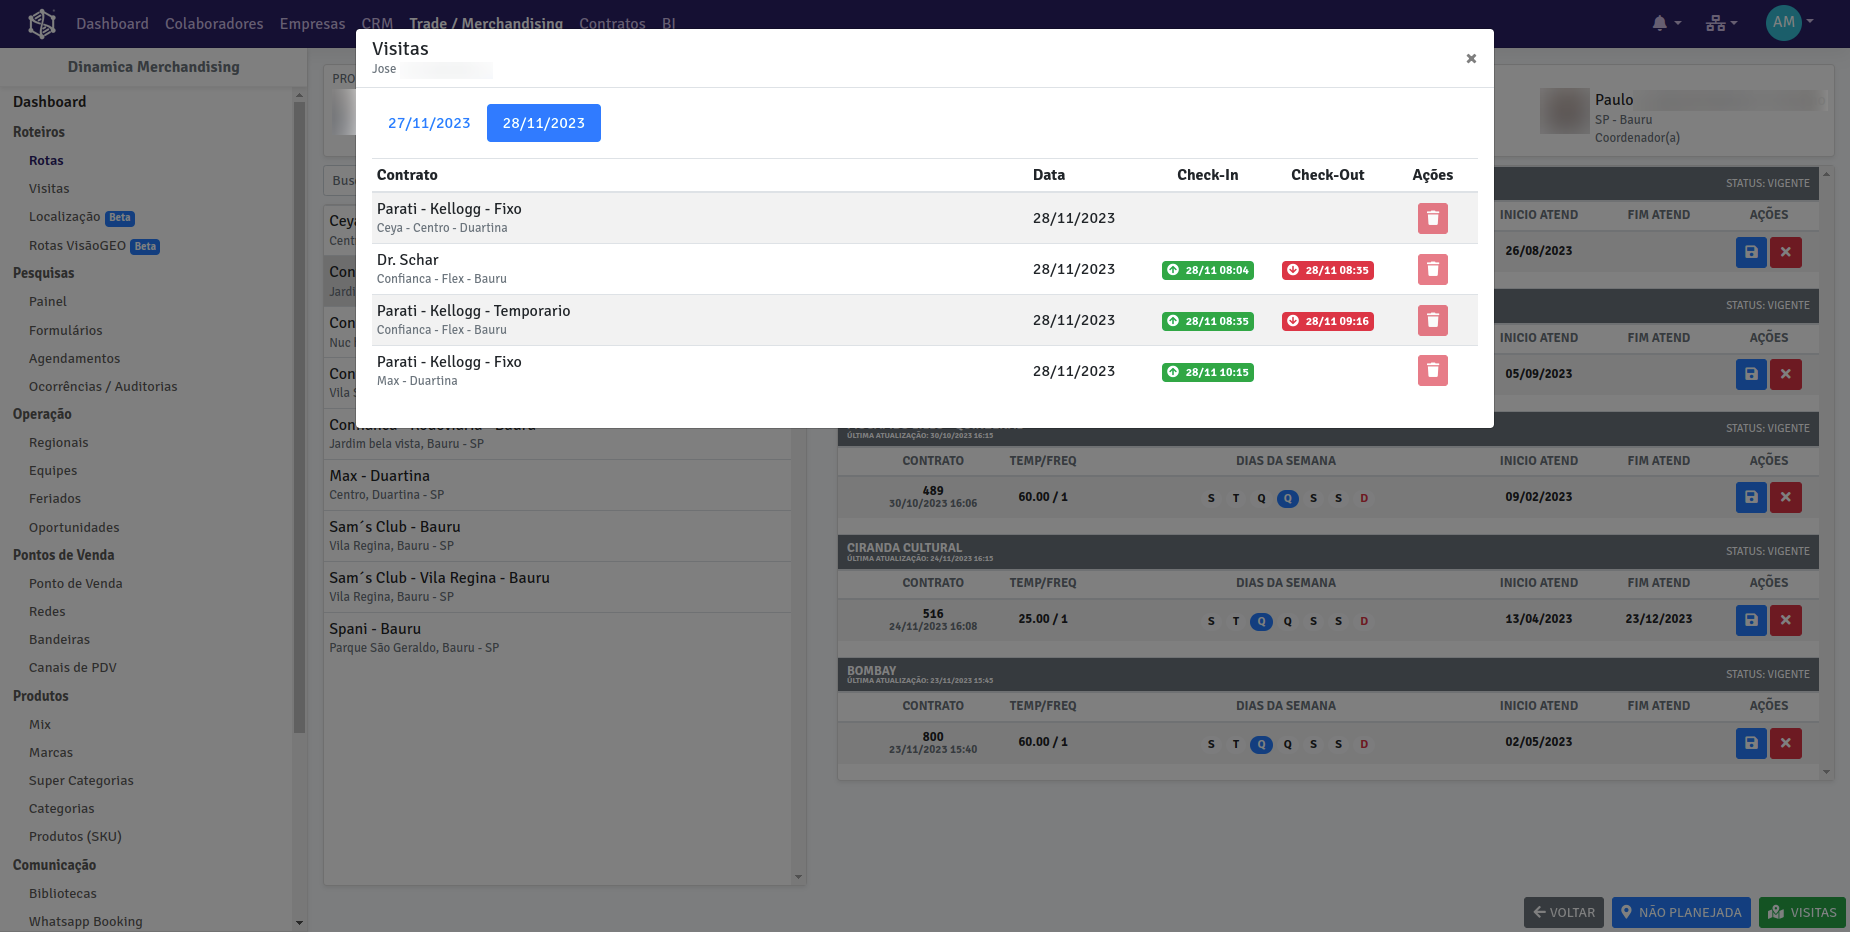 Dashboard Colaboradores Empresas CRM Trade / Merchandising Contratos BI AM
Dinamica Merchandising
Dashboard
Roteiros
Rotas
Visitas
Localização Beta
Rotas VisãoGEO Beta
Pesquisas
Painel
Formulários
Agendamentos
Ocorrências / Auditorias
Operação
Regionais
Equipes
Feriados
Oportunidades
Pontos de Venda
Ponto de Venda
Redes
Bandeiras
Canais de PDV
Produtos
Mix
Marcas
Super Categorias
Categorias
Produtos (SKU)
Comunicação
Bibliotecas
Whatsapp Booking
Visitas
Jose
×
27/11/2023 28/11/2023
Contrato Data Check-In Check-Out Ações
Parati - Kellogg - Fixo
Ceya - Centro - Duartina
28/11/2023
Dr. Schar
Confianca - Flex - Bauru
28/11/2023 28/11 08:04 28/11 08:35
Parati - Kellogg - Temporario
Confianca - Flex - Bauru
28/11/2023 28/11 08:35 28/11 09:16
Parati - Kellogg - Fixo
Max - Duartina
28/11/2023 28/11 10:15
PRO
Bus
Ceya
Cent
Con
Jardi
Con
Nuc
Con
Vila
Jardim bela vista, Bauru - SP
Max - Duartina
Centro, Duartina - SP
Sam´s Club - Bauru
Vila Regina, Bauru - SP
Sam´s Club - Vila Regina - Bauru
Vila Regina, Bauru - SP
Spani - Bauru
Parque São Geraldo, Bauru - SP
Paulo
SP - Bauru
Coordenador(a)
STATUS: VIGENTE
INICIO ATEND FIM ATEND AÇÕES
26/08/2023
STATUS: VIGENTE
INICIO ATEND FIM ATEND AÇÕES
05/09/2023
ÚLTIMA ATUALIZAÇÃO: 30/10/2023 16:15
STATUS: VIGENTE
CONTRATO TEMP/FREQ DIAS DA SEMANA INICIO ATEND FIM ATEND AÇÕES
489
30/10/2023 16:06
60.00 / 1 S T Q Q S S D 09/02/2023
CIRANDA CULTURAL
ÚLTIMA ATUALIZAÇÃO: 24/11/2023 16:15
STATUS: VIGENTE
CONTRATO TEMP/FREQ DIAS DA SEMANA INICIO ATEND FIM ATEND AÇÕES
516
24/11/2023 16:08
25.00 / 1 S T Q Q S S D 13/04/2023 23/12/2023
BOMBAY
ÚLTIMA ATUALIZAÇÃO: 23/11/2023 15:45
STATUS: VIGENTE
CONTRATO TEMP/FREQ DIAS DA SEMANA INICIO ATEND FIM ATEND AÇÕES
800
23/11/2023 15:40
60.00 / 1 S T Q Q S S D 02/05/2023
VOLTAR NÃO PLANEJADA VISITAS